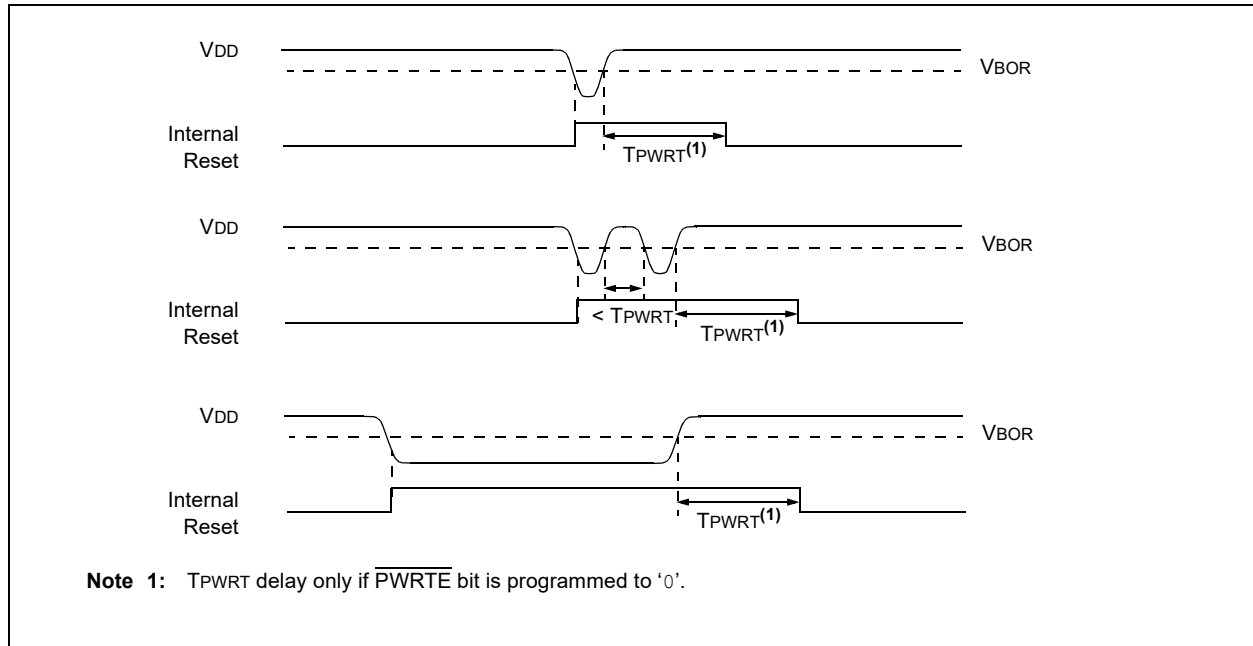 VDD
VBOR
Internal
Reset
TPWRT(1)
VDD
VBOR
Internal
Reset
< TPWRT
TPWRT(1)
VDD
VBOR
Internal
Reset
TPWRT(1)
Note 1: TPWRT delay only if PWRTE bit is programmed to ‘0’.